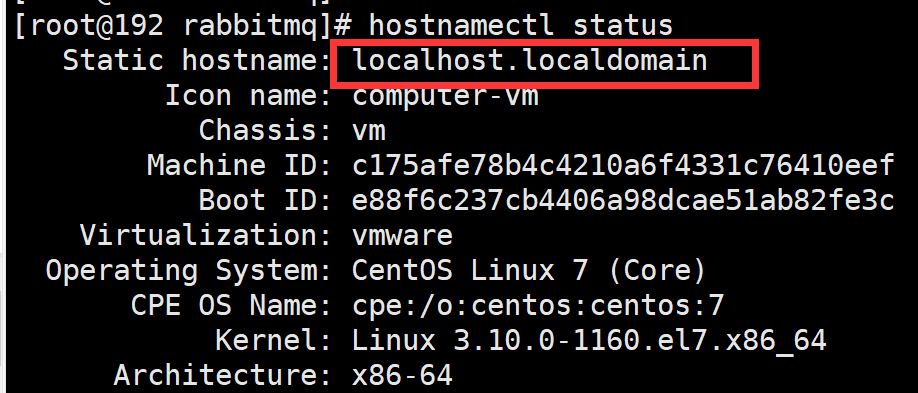 [root@192 rabbitmq]# hostnamectl status
Static hostname: localhost.localdomain
Icon name: computer-vm
Chassis: vm
Machine ID: c175afe78b4c4210a6f4331c76410eef
Boot ID: e88f6c237cb4406a98dcae51ab82fe3c
Virtualization: vmware
Operating System: CentOS Linux 7 (Core)
CPE OS Name: cpe:/o:centos:centos:7
Kernel: Linux 3.10.0-1160.el7.x86_64
Architecture: x86-64